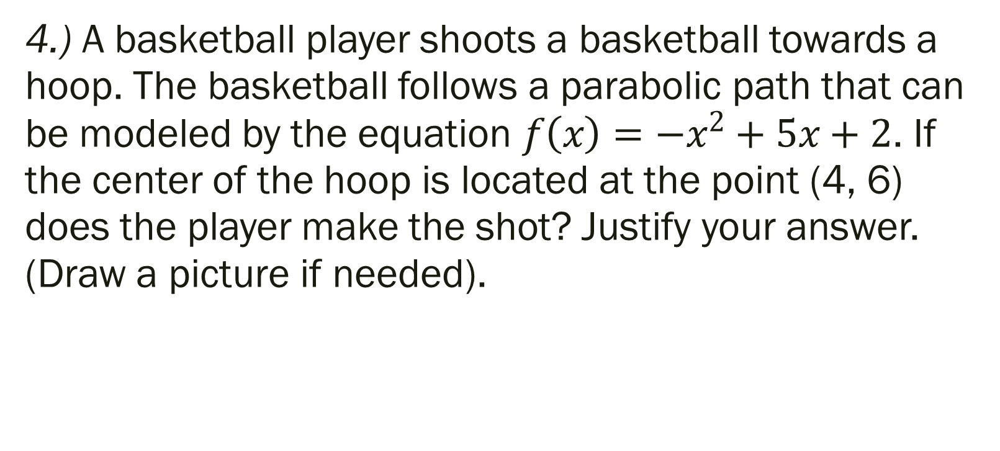 4.) A basketball player shoots a basketball towards a
hoop. The basketball follows a parabolic path that can
be modeled by the equation f(x) = −x² + 5x + 2. If
the center of the hoop is located at the point (4, 6)
does the player make the shot? Justify your answer.
(Draw a picture if needed).